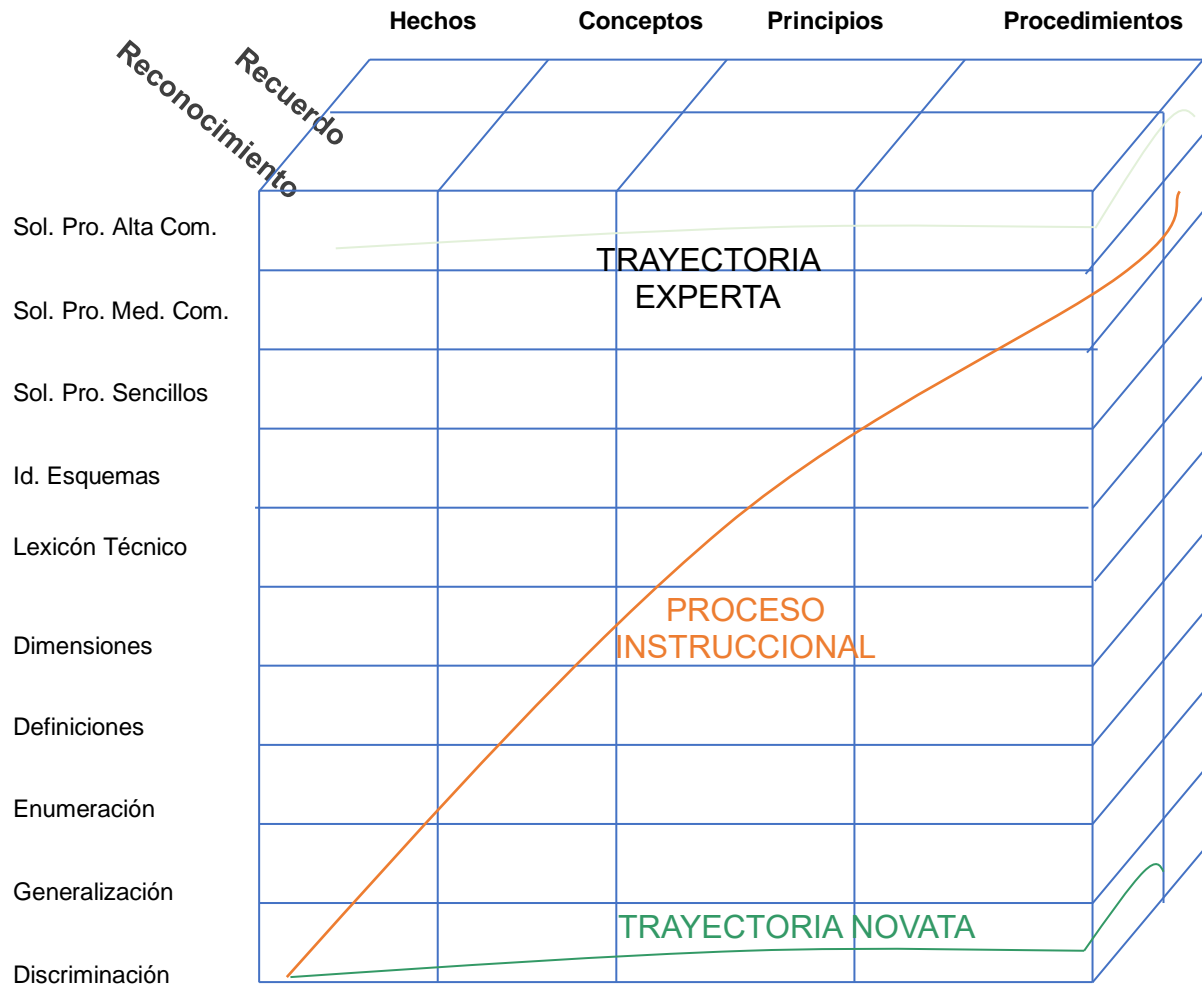 Hechos
Conceptos
Principios
Procedimientos
Recuerdo
Reconocimiento
Sol. Pro. Alta Com.
TRAYECTORIA
EXPERTA
Sol. Pro. Med. Com.
Sol. Pro. Sencillos
Id. Esquemas
Lexicón Técnico
PROCESO
INSTRUCCIONAL
Dimensiones
Definiciones
Enumeración
Generalización
TRAYECTORIA NOVATA
Discriminación